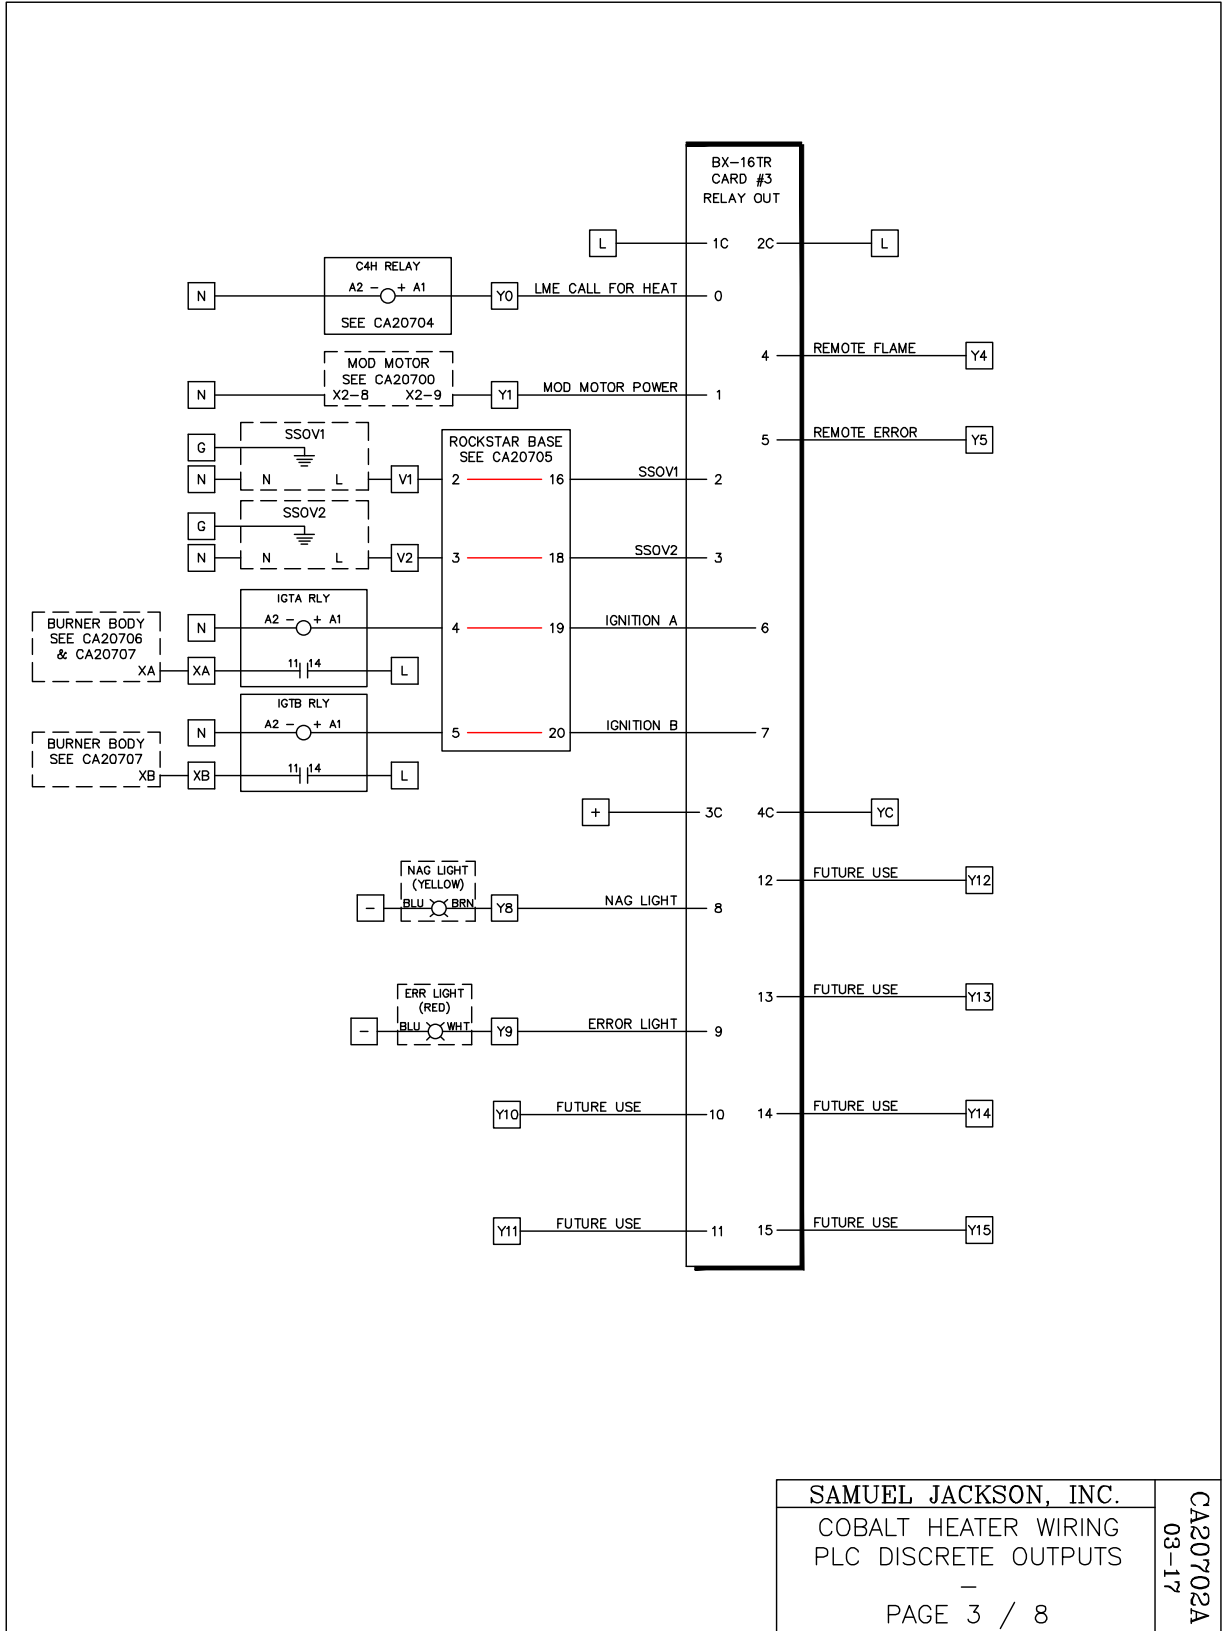 BX-16TR
CARD #3
RELAY OUT
L 1C 2C L
C4H RELAY
N A2 - + A1 Y0 LME CALL FOR HEAT 0
SEE CA20704
4 REMOTE FLAME Y4
MOD MOTOR
SEE CA20700
N X2-8 X2-9 Y1 MOD MOTOR POWER 1
5 REMOTE ERROR Y5
SSOV1
G
N N L V1
ROCKSTAR BASE
SEE CA20705
2 16 SSOV1 2
SSOV2
G
N N L V2 3 18 SSOV2 3
IGTA RLY
N A2 - + A1 4 19 IGNITION A 6
BURNER BODY
SEE CA20706
& CA20707
XA XA 11 14 L
IGTB RLY
N A2 - + A1 5 20 IGNITION B 7
BURNER BODY
SEE CA20707
XB XB 11 14 L
+ 3C 4C YC
NAG LIGHT
(YELLOW)
- BLU BRN Y8 NAG LIGHT 8
12 FUTURE USE Y12
13 FUTURE USE Y13
ERR LIGHT
(RED)
- BLU WHT Y9 ERROR LIGHT 9
Y10 FUTURE USE 10 14 FUTURE USE Y14
Y11 FUTURE USE 11 15 FUTURE USE Y15
SAMUEL JACKSON, INC.
COBALT HEATER WIRING
PLC DISCRETE OUTPUTS
-
PAGE 3 / 8
CA20702A
03-17